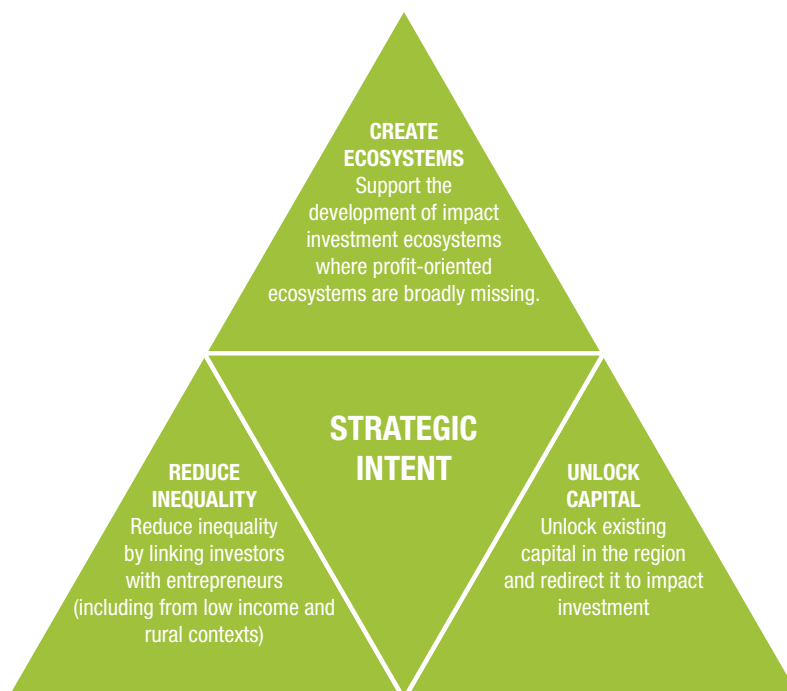 CREATE
ECOSYSTEMS
Support the
development of impact
investment ecosystems
where profit-oriented
ecosystems are broadly missing.
STRATEGIC
INTENT
REDUCE
INEQUALITY
Reduce inequality
by linking investors
with entrepreneurs
(including from low income and
rural contexts)
UNLOCK
CAPITAL
Unlock existing
capital in the region
and redirect it to impact
investment